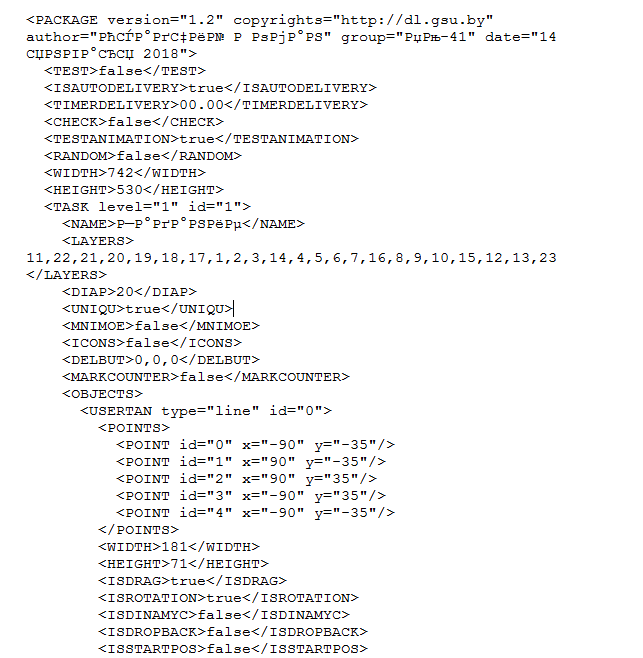 <PACKAGE version="1.2" copyrights="http://dl.gsu.by"
author="РћСЃР°РґС‡РёР№ Р РѕРјР°РЅ" group="РџРњ-41" date="14
СЏРЅРІР°СЂСЏ 2018">
<TEST>false</TEST>
<ISAUTODELIVERY>true</ISAUTODELIVERY>
<TIMERDELIVERY>00.00</TIMERDELIVERY>
<CHECK>false</CHECK>
<TESTANIMATION>true</TESTANIMATION>
<RANDOM>false</RANDOM>
<WIDTH>742</WIDTH>
<HEIGHT>530</HEIGHT>
<TASK level="1" id="1">
<NAME>Р—Р°РґР°РЅРёРµ</NAME>
<LAYERS>
11,22,21,20,19,18,17,1,2,3,14,4,5,6,7,16,8,9,10,15,12,13,23
</LAYERS>
<DIAP>20</DIAP>
<UNIQU>true</UNIQU>
<MNIMOE>false</MNIMOE>
<ICONS>false</ICONS>
<DELBUT>0,0,0</DELBUT>
<MARKCOUNTER>false</MARKCOUNTER>
<OBJECTS>
<USERTAN type="line" id="0">
<POINTS>
<POINT id="0" x="-90" y="-35"/>
<POINT id="1" x="90" y="-35"/>
<POINT id="2" x="90" y="35"/>
<POINT id="3" x="-90" y="35"/>
<POINT id="4" x="-90" y="-35"/>
</POINTS>
<WIDTH>181</WIDTH>
<HEIGHT>71</HEIGHT>
<ISDRAG>true</ISDRAG>
<ISROTATION>true</ISROTATION>
<ISDINAMYC>false</ISDINAMYC>
<ISDROPBACK>false</ISDROPBACK>
<ISSTARTPOS>false</ISSTARTPOS>